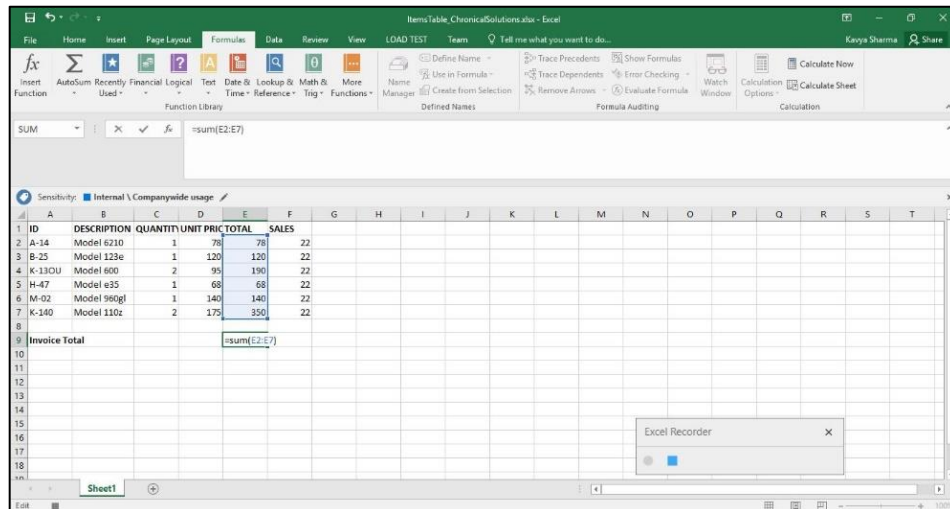 ItemsTable_ChronicalSolutions.xlsx - Excel
File Home Insert Page Layout Formulas Data Review View LOAD TEST Team Tell me what you want to do... Kavya Sharma Share
Insert Function
AutoSum Recently Used Financial Logical Text Date & Time Lookup & Reference Math & Trig More Functions
Function Library
Name Manager
Define Name
Use in Formula
Create from Selection
Defined Names
Trace Precedents Show Formulas
Trace Dependents Error Checking
Remove Arrows Evaluate Formula
Formula Auditing
Watch Window
Calculation Options
Calculate Now
Calculate Sheet
Calculation
SUM fx =sum(E2:E7)
Sensitivity: Internal \ Companywide usage
A B C D E F G H I J K L M N O P Q R S T
1 ID DESCRIPTION QUANTITY UNIT PRIC TOTAL SALES
2 A-14 Model 6210 1 78 78 22
3 B-25 Model 123e 1 120 120 22
4 K-13OU Model 600 2 95 190 22
5 H-47 Model e35 1 68 68 22
6 M-02 Model 960gl 1 140 140 22
7 K-140 Model 110z 2 175 350 22
8
9 Invoice Total =sum(E2:E7)
10
11
12
13
14
15
16
17
18
Excel Recorder
Sheet1
Edit 100%